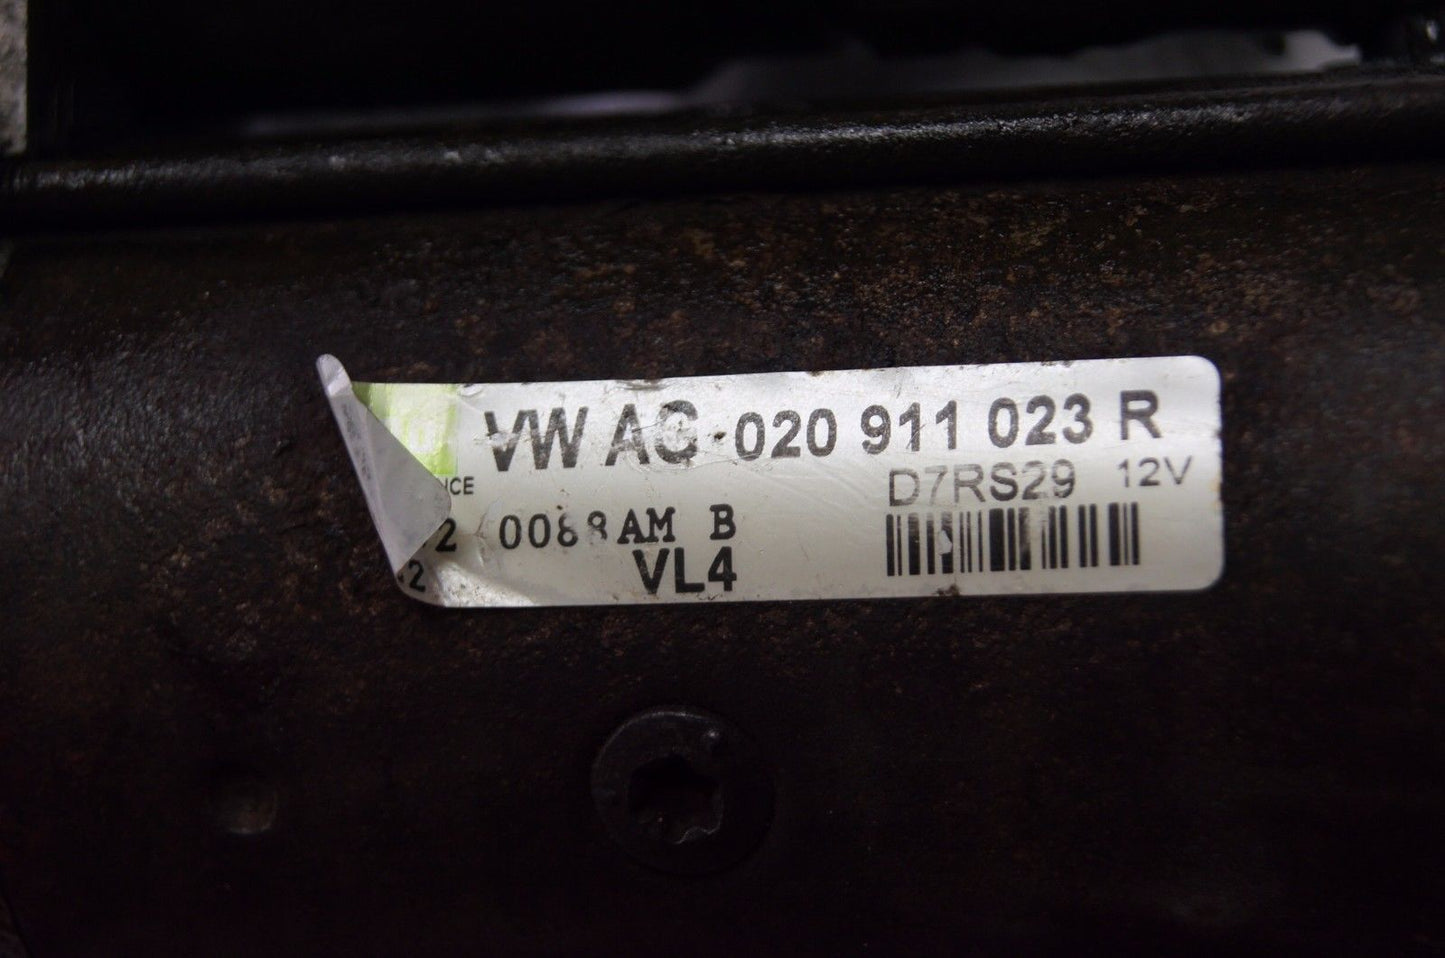 VW AG 020 911 023 R
D7RS29 12V
0088 AM B
VL4